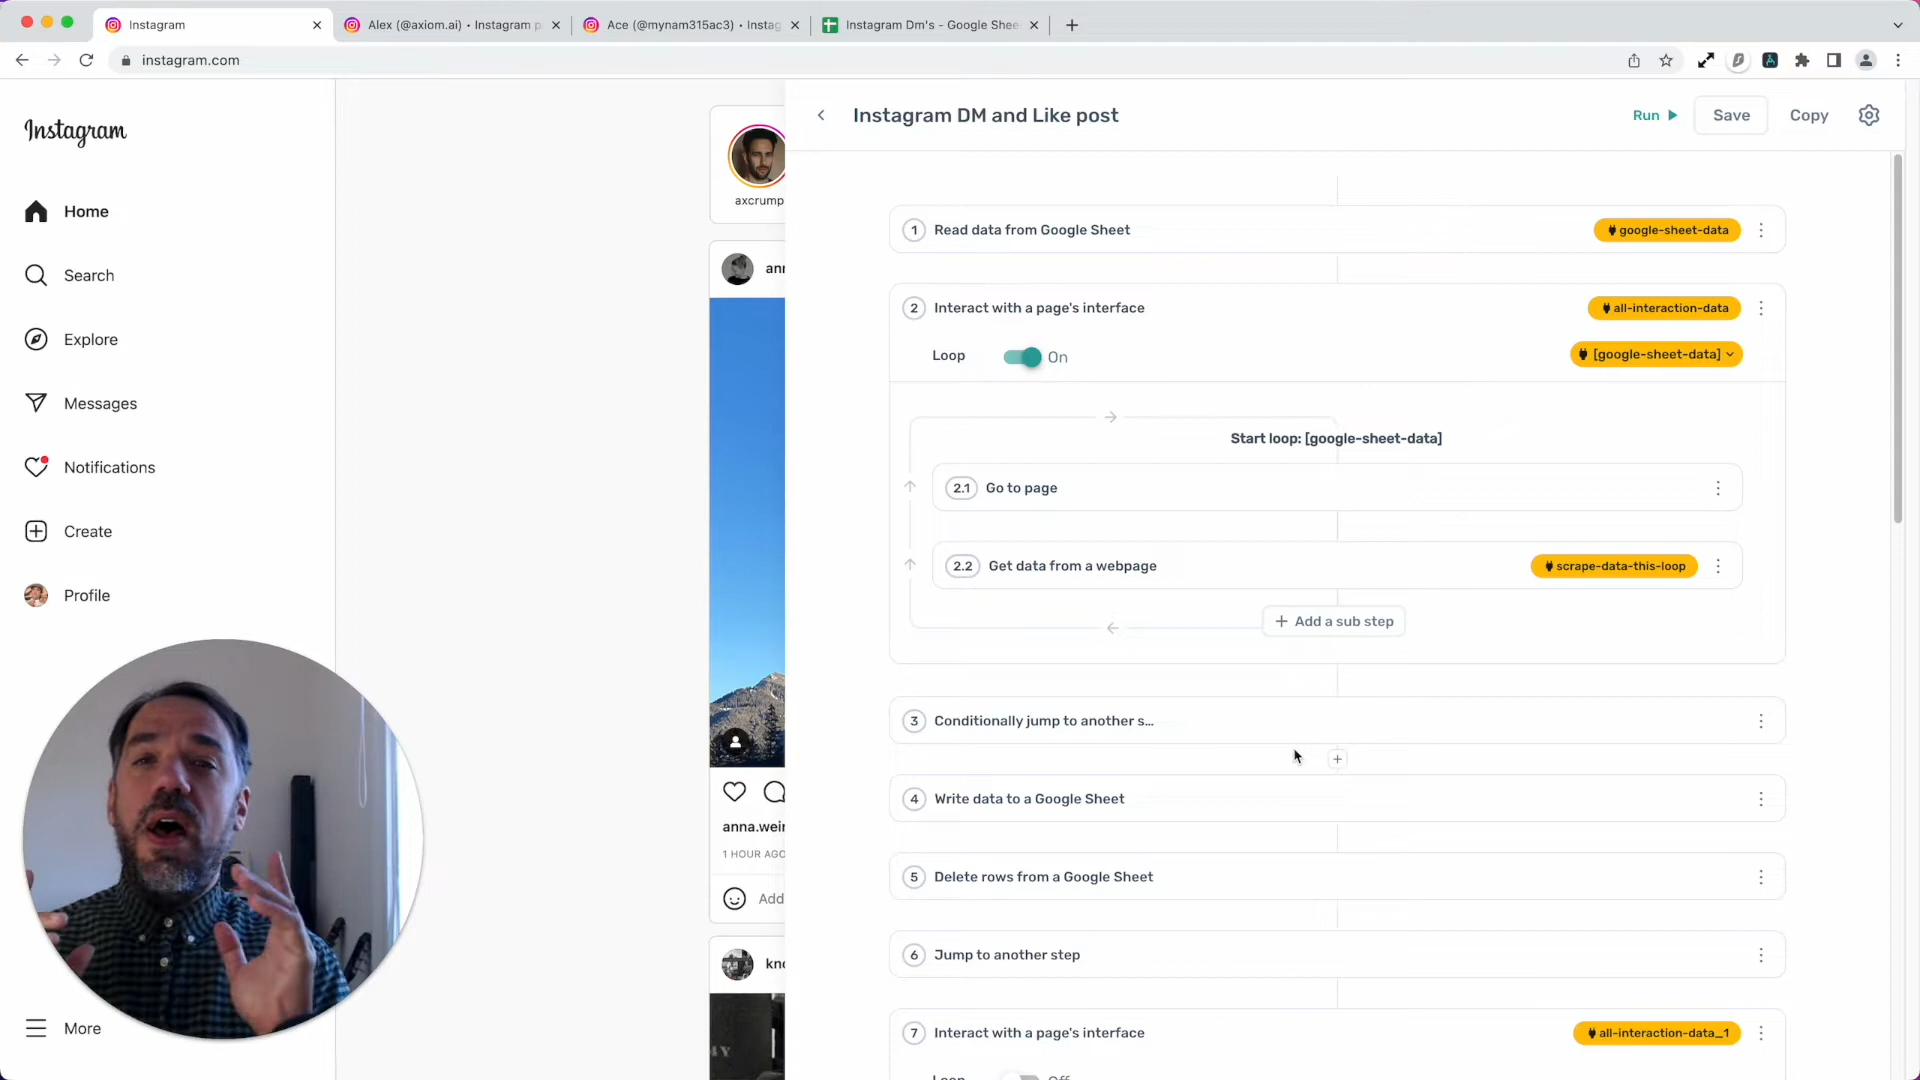 Instagram
Alex (@axiom.ai) • Instagram p
Ace (@mynam315ac3) • Instag
Instagram Dm's - Google Shee
instagram.com
Instagram
Home
Search
Explore
Messages
Notifications
Create
Profile
More
axcrump
ann
anna.wein
1 HOUR AGO
Add
kno
Instagram DM and Like post
Run
Save
Copy
1 Read data from Google Sheet
google-sheet-data
2 Interact with a page's interface
all-interaction-data
Loop
On
[google-sheet-data]
Start loop: [google-sheet-data]
2.1 Go to page
2.2 Get data from a webpage
scrape-data-this-loop
+ Add a sub step
3 Conditionally jump to another s...
4 Write data to a Google Sheet
5 Delete rows from a Google Sheet
6 Jump to another step
7 Interact with a page's interface
all-interaction-data_1
Loop
Off